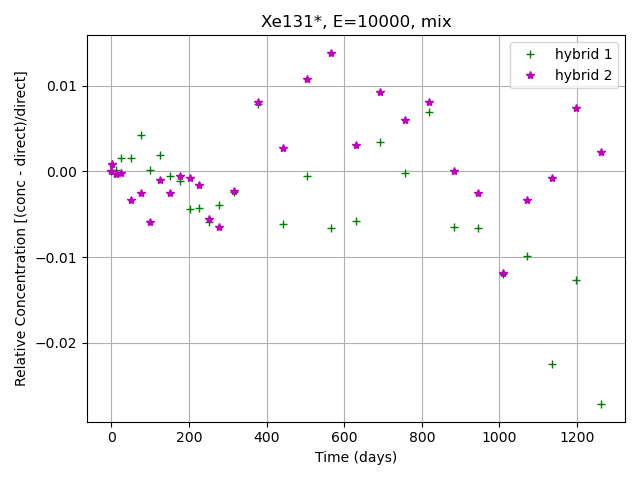 Xe131*, E=10000, mix
hybrid 1
hybrid 2
Relative Concentration [(conc - direct)/direct]
0.01
0.00
−0.01
−0.02
0 200 400 600 800 1000 1200
Time (days)